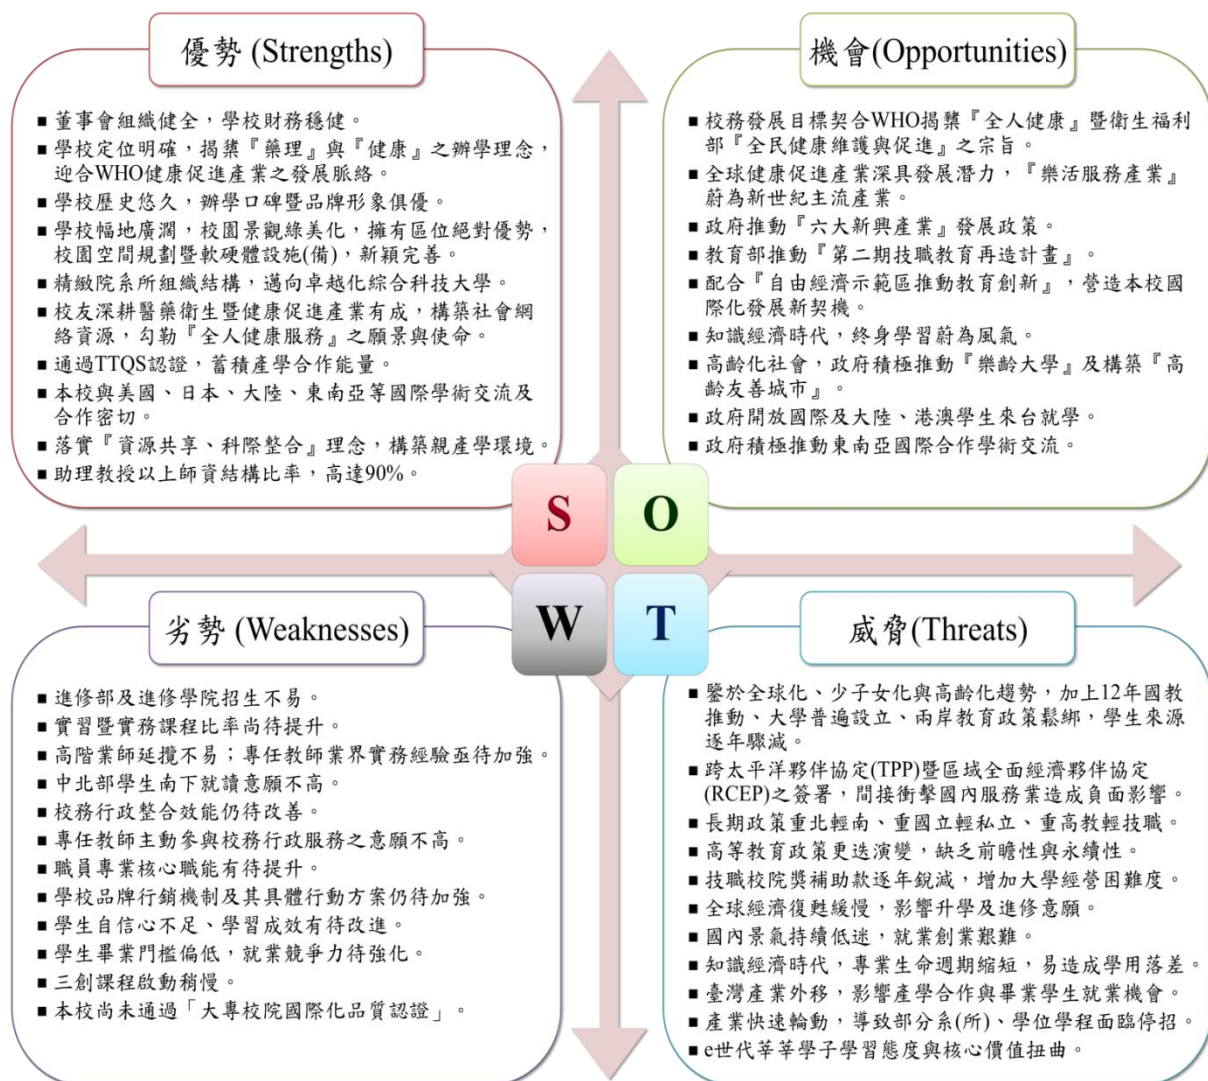 優勢 (Strengths)
■ 董事會組織健全，學校財務穩健。
■ 學校定位明確，揭櫫『藥理』與『健康』之辦學理念，
迎合WHO健康促進產業之發展脈絡。
■ 學校歷史悠久，辦學口碑暨品牌形象俱優。
■ 學校幅地廣濶，校園景觀綠美化，擁有區位絕對優勢，
校園空間規劃暨軟硬體設施(備)，新穎完善。
■ 精緻院系所組織結構，邁向卓越化綜合科技大學。
■ 校友深耕醫藥衛生暨健康促進產業有成，構築社會網
絡資源，勾勒『全人健康服務』之願景與使命。
■ 通過TTQS認證，蓄積產學合作能量。
■ 本校與美國、日本、大陸、東南亞等國際學術交流及
合作密切。
■ 落實『資源共享、科際整合』理念，構築親產學環境。
■ 助理教授以上師資結構比率，高達90%。
機會(Opportunities)
■ 校務發展目標契合WHO揭櫫『全人健康』暨衛生福利
部『全民健康維護與促進』之宗旨。
■ 全球健康促進產業深具發展潛力，『樂活服務產業』
蔚為新世紀主流產業。
■ 政府推動『六大新興產業』發展政策。
■ 教育部推動『第二期技職教育再造計畫』。
■ 配合『自由經濟示範區推動教育創新』，營造本校國
際化發展新契機。
■ 知識經濟時代，終身學習蔚為風氣。
■ 高齡化社會，政府積極推動『樂齡大學』及構築『高
齡友善城市』。
■ 政府開放國際及大陸、港澳學生來台就學。
■ 政府積極推動東南亞國際合作學術交流。
S
O
W
T
劣勢 (Weaknesses)
■ 進修部及進修學院招生不易。
■ 實習暨實務課程比率尚待提升。
■ 高階業師延攬不易；專任教師業界實務經驗亟待加強。
■ 中北部學生南下就讀意願不高。
■ 校務行政整合效能仍待改善。
■ 專任教師主動參與校務行政服務之意願不高。
■ 職員專業核心職能有待提升。
■ 學校品牌行銷機制及其具體行動方案仍待加強。
■ 學生自信心不足、學習成效有待改進。
■ 學生畢業門檻偏低，就業競爭力待強化。
■ 三創課程啟動稍慢。
■ 本校尚未通過「大專校院國際化品質認證」。
威脅(Threats)
■ 鑒於全球化、少子女化與高齡化趨勢，加上12年國教
推動、大學普遍設立、兩岸教育政策鬆綁，學生來源
逐年驟減。
■ 跨太平洋夥伴協定(TPP)暨區域全面經濟夥伴協定
(RCEP)之簽署，間接衝擊國內服務業造成負面影響。
■ 長期政策重北輕南、重國立輕私立、重高教輕技職。
■ 高等教育政策更迭演變，缺乏前瞻性與永續性。
■ 技職校院獎補助款逐年銳減，增加大學經營困難度。
■ 全球經濟復甦緩慢，影響升學及進修意願。
■ 國內景氣持續低迷，就業創業艱難。
■ 知識經濟時代，專業生命週期縮短，易造成學用落差。
■ 臺灣產業外移，影響產學合作與畢業學生就業機會。
■ 產業快速輪動，導致部分系(所)、學位學程面臨停招。
■ e世代莘莘學子學習態度與核心價值扭曲。